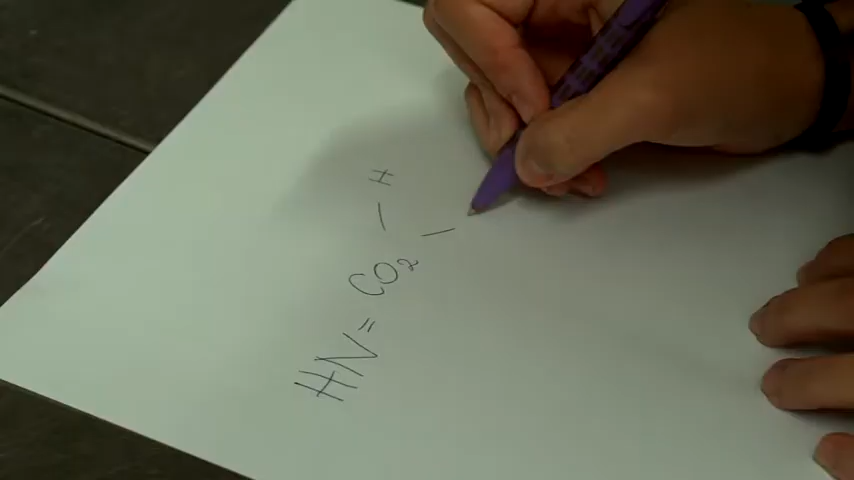 H
HN = CO2 -